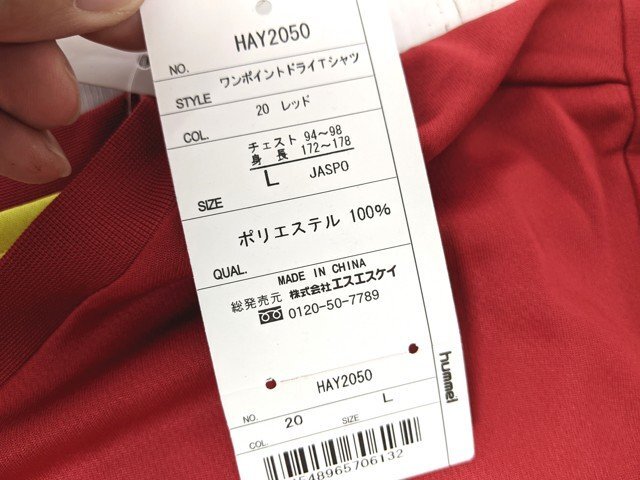 NO. HAY2050
STYLE ワンポイントドライTシャツ
COL. 20 レッド
チェスト 94~98
身長 172~178
SIZE L JASPO
QUAL. ポリエステル 100%
MADE IN CHINA
総発売元 株式会社エスエスケイ
0120-50-7789
hummel
NO. HAY2050
COL. 20 SIZE L
548965706132